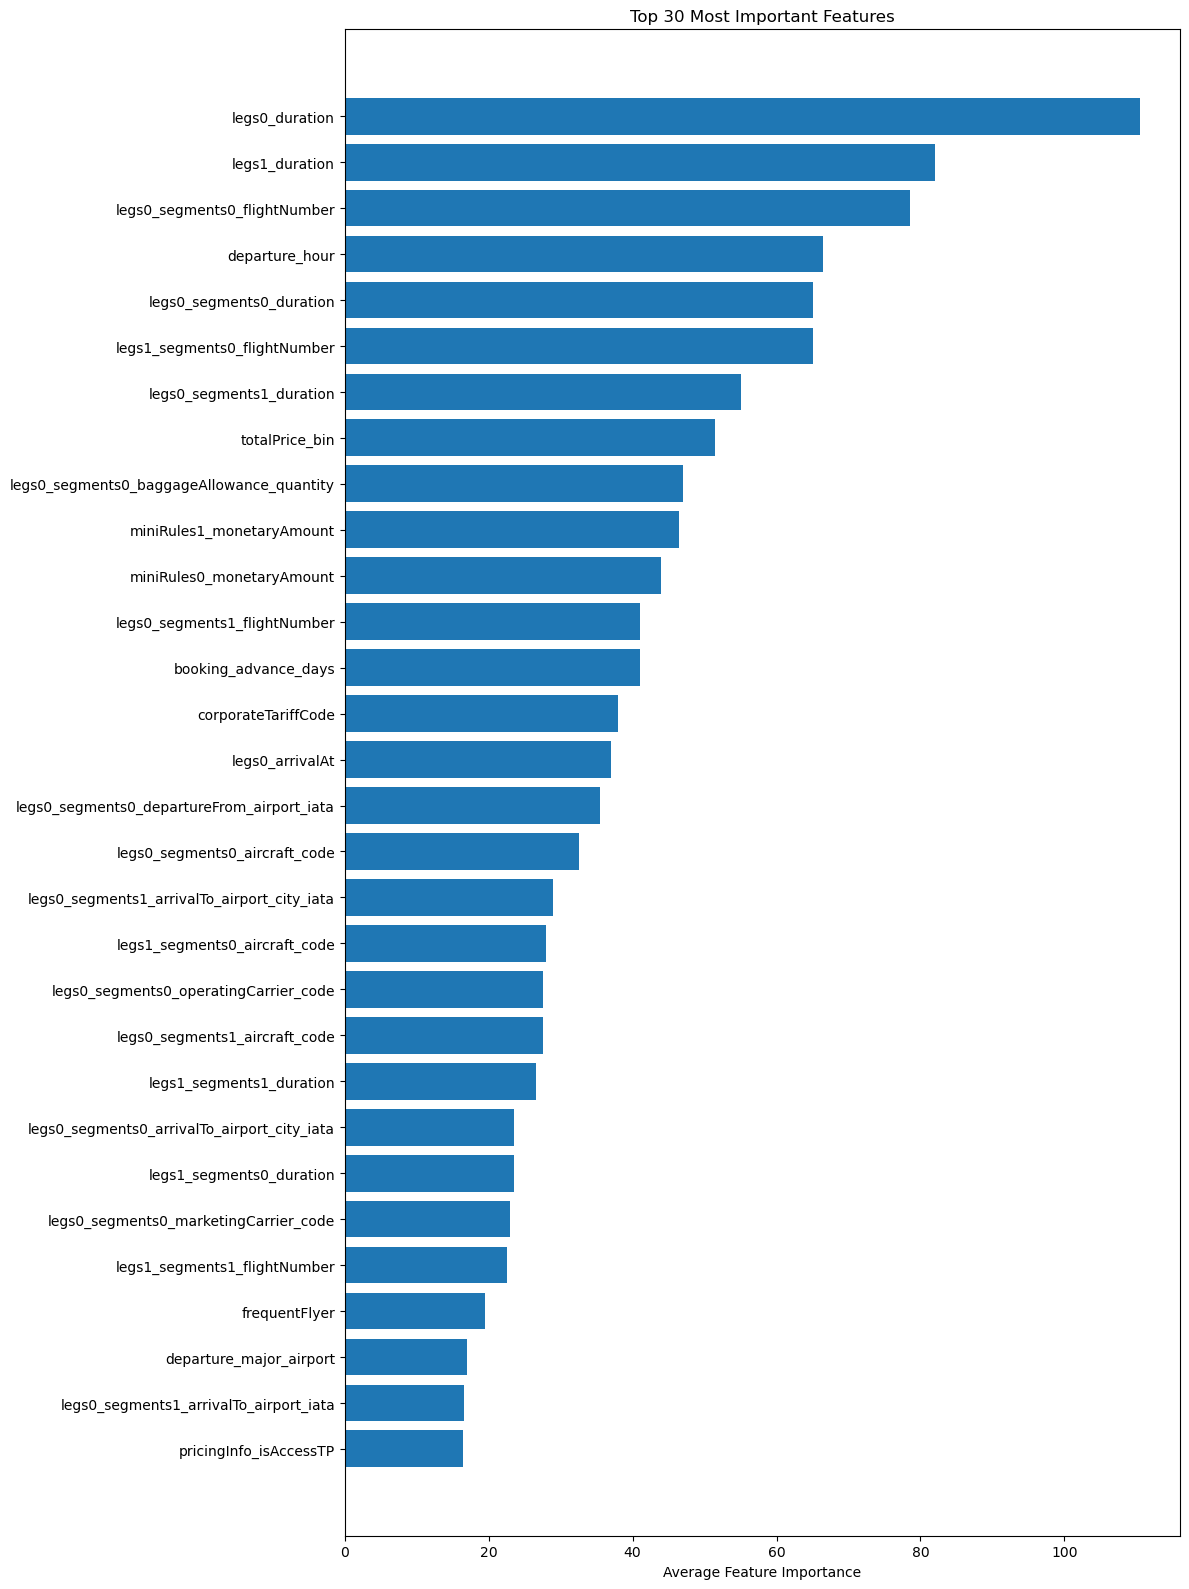 Top 30 Most Important Features
legs0_duration
legs1_duration
legs0_segments0_flightNumber
departure_hour
legs0_segments0_duration
legs1_segments0_flightNumber
legs0_segments1_duration
totalPrice_bin
legs0_segments0_baggageAllowance_quantity
miniRules1_monetaryAmount
miniRules0_monetaryAmount
legs0_segments1_flightNumber
booking_advance_days
corporateTariffCode
legs0_arrivalAt
legs0_segments0_departureFrom_airport_iata
legs0_segments0_aircraft_code
legs0_segments1_arrivalTo_airport_city_iata
legs1_segments0_aircraft_code
legs0_segments0_operatingCarrier_code
legs0_segments1_aircraft_code
legs1_segments1_duration
legs0_segments0_arrivalTo_airport_city_iata
legs1_segments0_duration
legs0_segments0_marketingCarrier_code
legs1_segments1_flightNumber
frequentFlyer
departure_major_airport
legs0_segments1_arrivalTo_airport_iata
pricingInfo_isAccessTP
0 20 40 60 80 100
Average Feature Importance